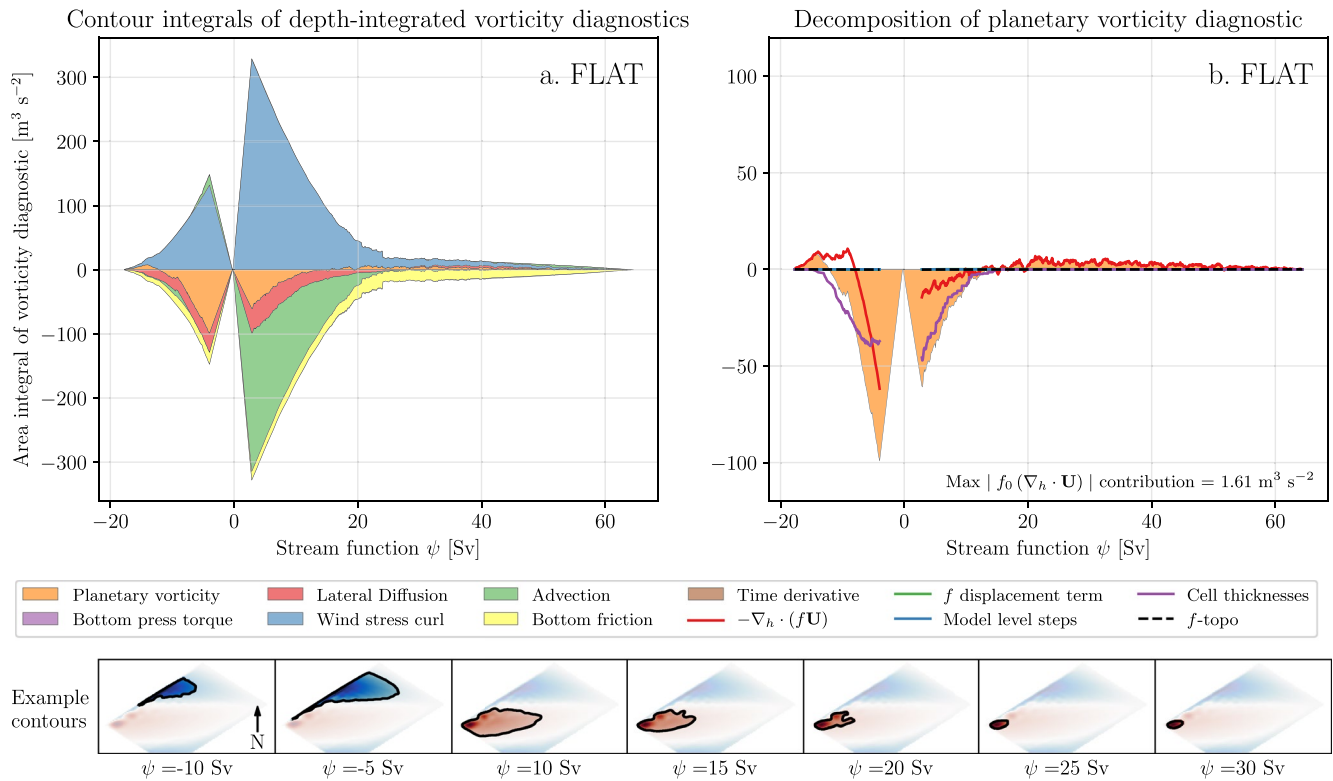 Contour integrals of depth-integrated vorticity diagnostics
Decomposition of planetary vorticity diagnostic
a. FLAT
b. FLAT
Area integral of vorticity diagnostic [m³ s⁻²]
300
200
100
0
−100
−200
−300
100
50
0
−50
−100
Max | f₀ (∇ₕ · U) | contribution = 1.61 m³ s⁻²
−20 0 20 40 60
−20 0 20 40 60
Stream function ψ [Sv]
Stream function ψ [Sv]
Planetary vorticity Lateral Diffusion Advection Time derivative f displacement term Cell thicknesses
Bottom press torque Wind stress curl Bottom friction −∇ₕ · (fU) Model level steps f-topo
Example
contours
N
ψ =-10 Sv ψ =-5 Sv ψ =10 Sv ψ =15 Sv ψ =20 Sv ψ =25 Sv ψ =30 Sv